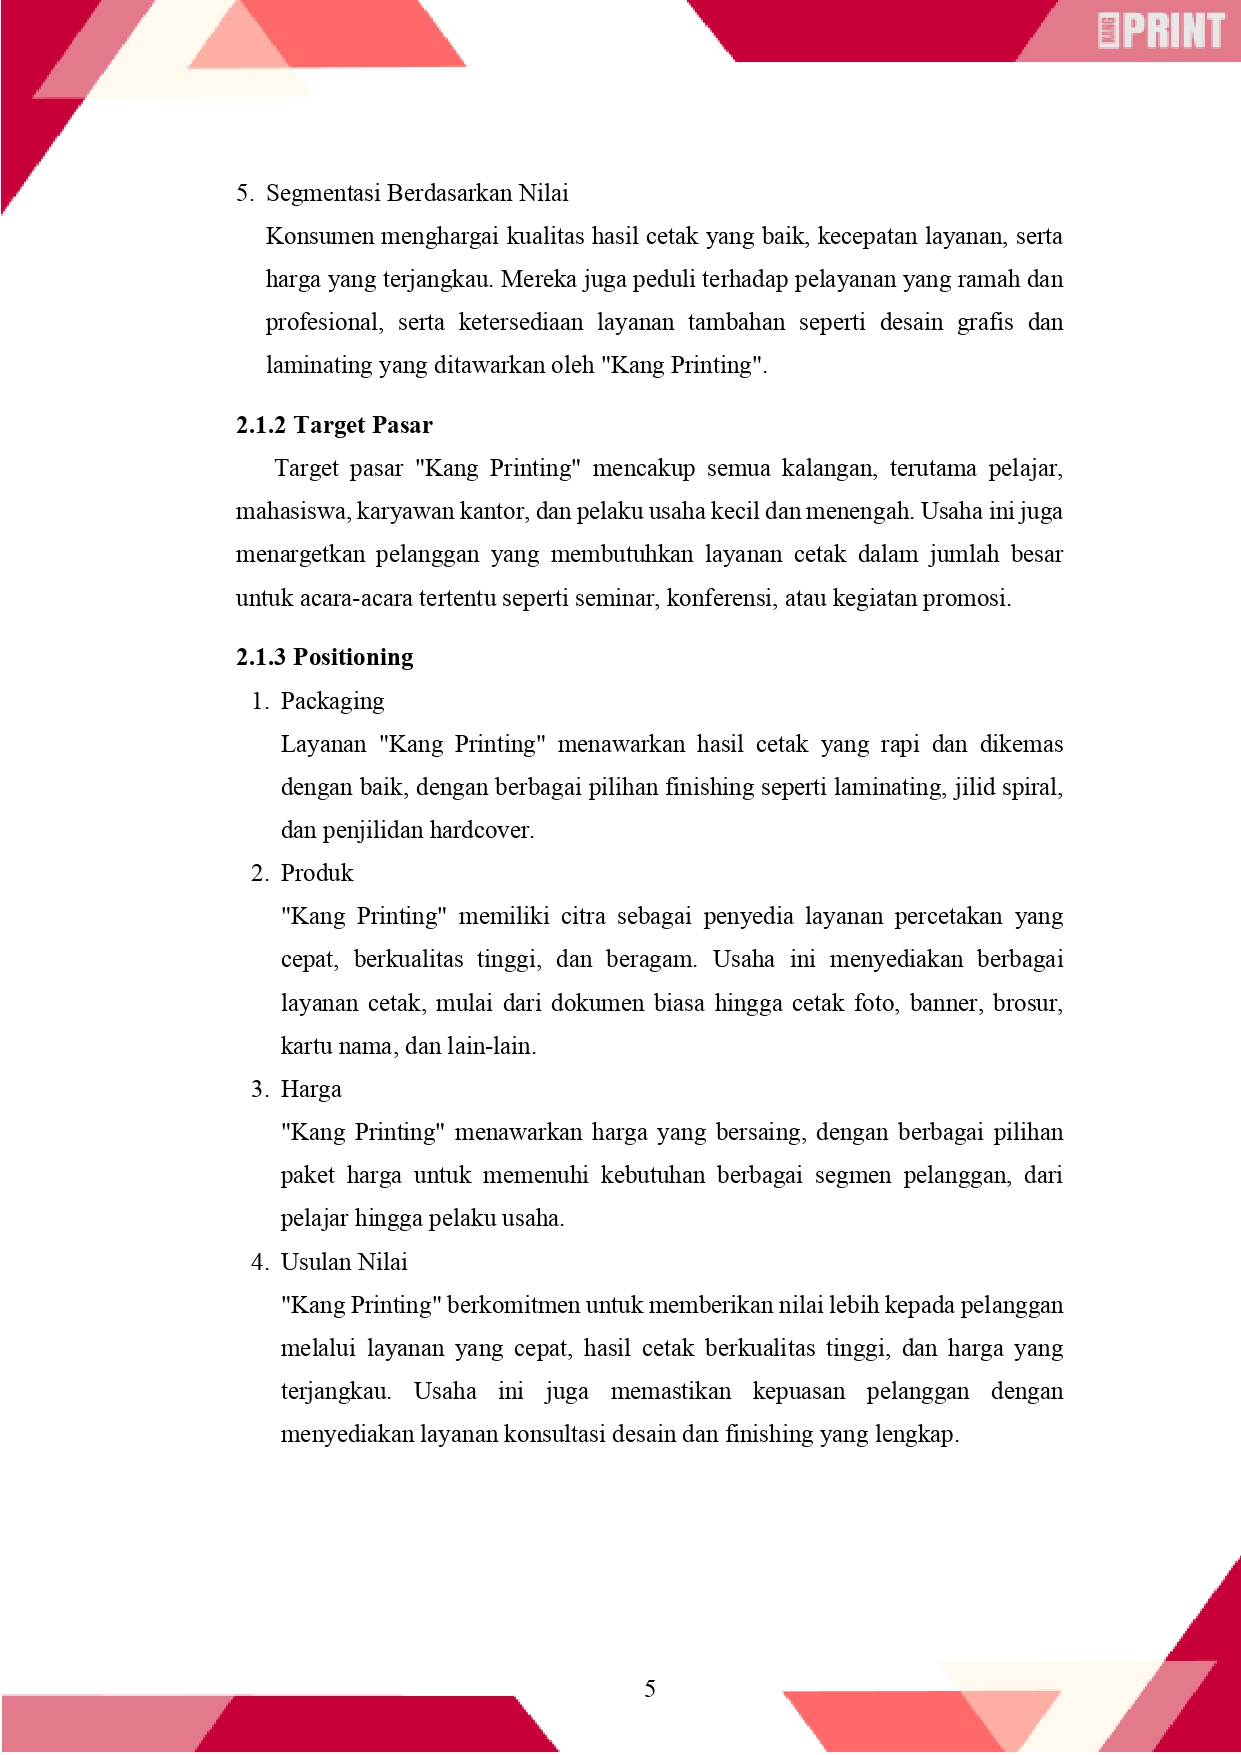 KANG PRINT
5. Segmentasi Berdasarkan Nilai
Konsumen menghargai kualitas hasil cetak yang baik, kecepatan layanan, serta
harga yang terjangkau. Mereka juga peduli terhadap pelayanan yang ramah dan
profesional, serta ketersediaan layanan tambahan seperti desain grafis dan
laminating yang ditawarkan oleh "Kang Printing".
2.1.2 Target Pasar
Target pasar "Kang Printing" mencakup semua kalangan, terutama pelajar,
mahasiswa, karyawan kantor, dan pelaku usaha kecil dan menengah. Usaha ini juga
menargetkan pelanggan yang membutuhkan layanan cetak dalam jumlah besar
untuk acara-acara tertentu seperti seminar, konferensi, atau kegiatan promosi.
2.1.3 Positioning
1. Packaging
Layanan "Kang Printing" menawarkan hasil cetak yang rapi dan dikemas
dengan baik, dengan berbagai pilihan finishing seperti laminating, jilid spiral,
dan penjilidan hardcover.
2. Produk
"Kang Printing" memiliki citra sebagai penyedia layanan percetakan yang
cepat, berkualitas tinggi, dan beragam. Usaha ini menyediakan berbagai
layanan cetak, mulai dari dokumen biasa hingga cetak foto, banner, brosur,
kartu nama, dan lain-lain.
3. Harga
"Kang Printing" menawarkan harga yang bersaing, dengan berbagai pilihan
paket harga untuk memenuhi kebutuhan berbagai segmen pelanggan, dari
pelajar hingga pelaku usaha.
4. Usulan Nilai
"Kang Printing" berkomitmen untuk memberikan nilai lebih kepada pelanggan
melalui layanan yang cepat, hasil cetak berkualitas tinggi, dan harga yang
terjangkau. Usaha ini juga memastikan kepuasan pelanggan dengan
menyediakan layanan konsultasi desain dan finishing yang lengkap.
5